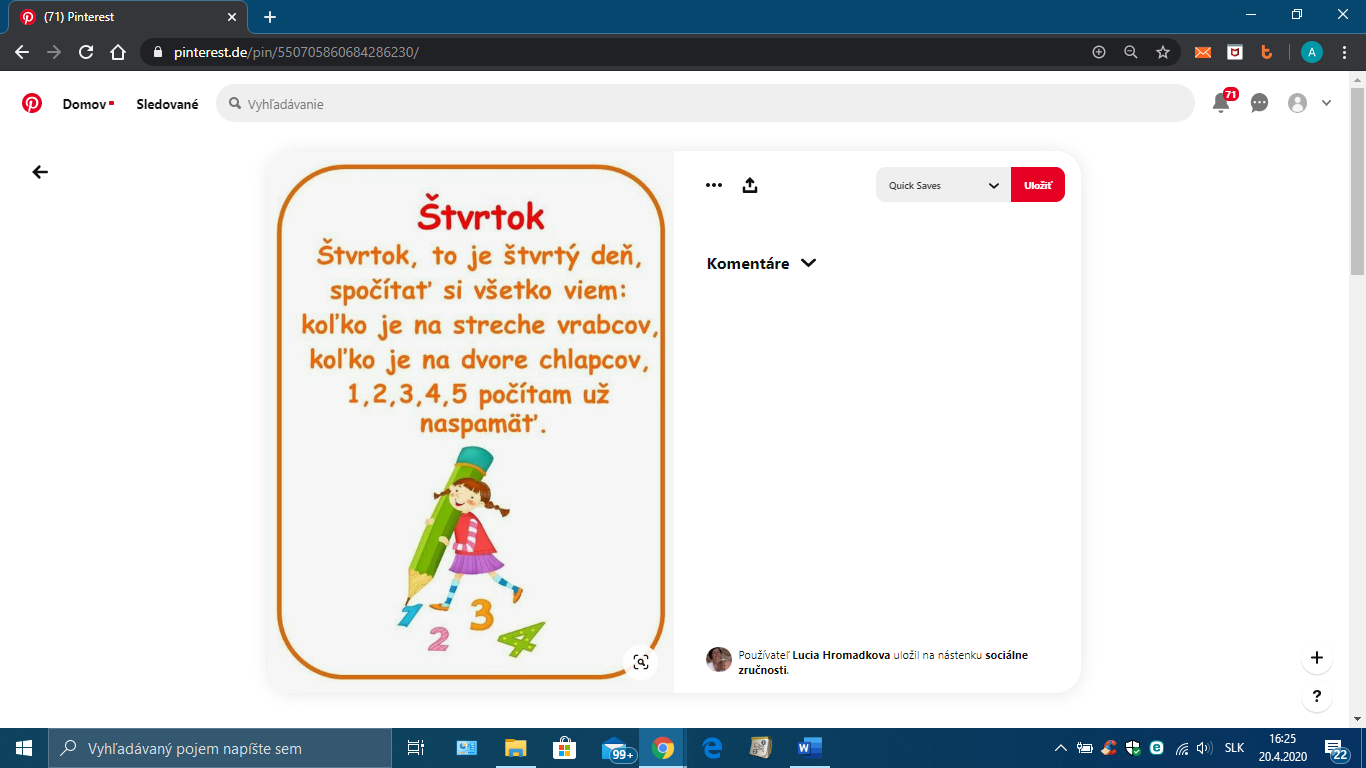 (71) Pinterest
pinterest.de/pin/550705860684286230/
A
Domov
Sledované
Vyhľadávanie
71
Štvrtok
Štvrtok, to je štvrtý deň,
spočítať si všetko viem:
koľko je na streche vrabcov,
koľko je na dvore chlapcov,
1,2,3,4,5 počítam už
naspamäť.
1
2
3
4
Quick Saves
Uložiť
Komentáre
Používateľ Lucia Hromadkova uložil na nástenku sociálne
zručnosti.
+
?
Vyhľadávaný pojem napíšte sem
99+
SLK
16:25
20.4.2020
22